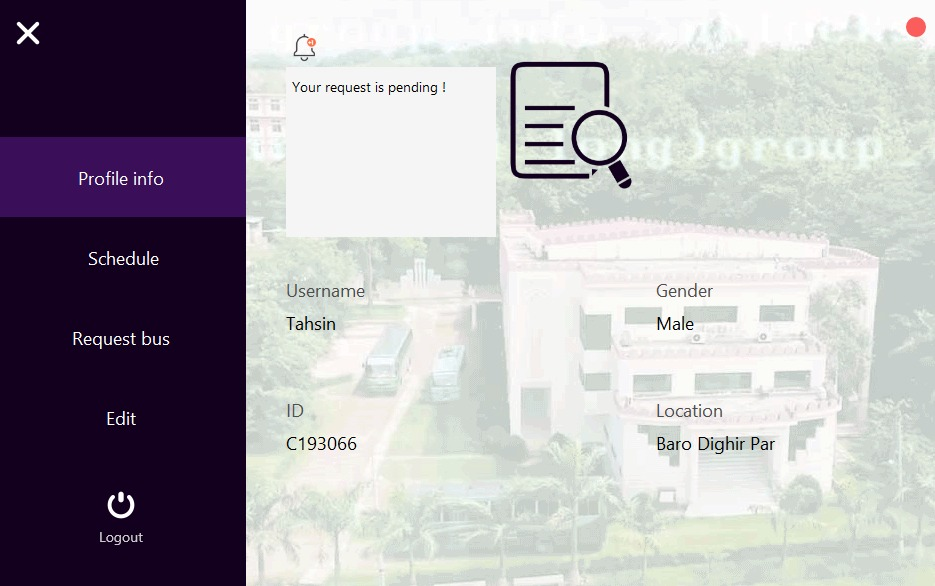 Your request is pending !
Profile info
Schedule
Request bus
Edit
Logout
Username
Tahsin
Gender
Male
ID
C193066
Location
Baro Dighir Par
group